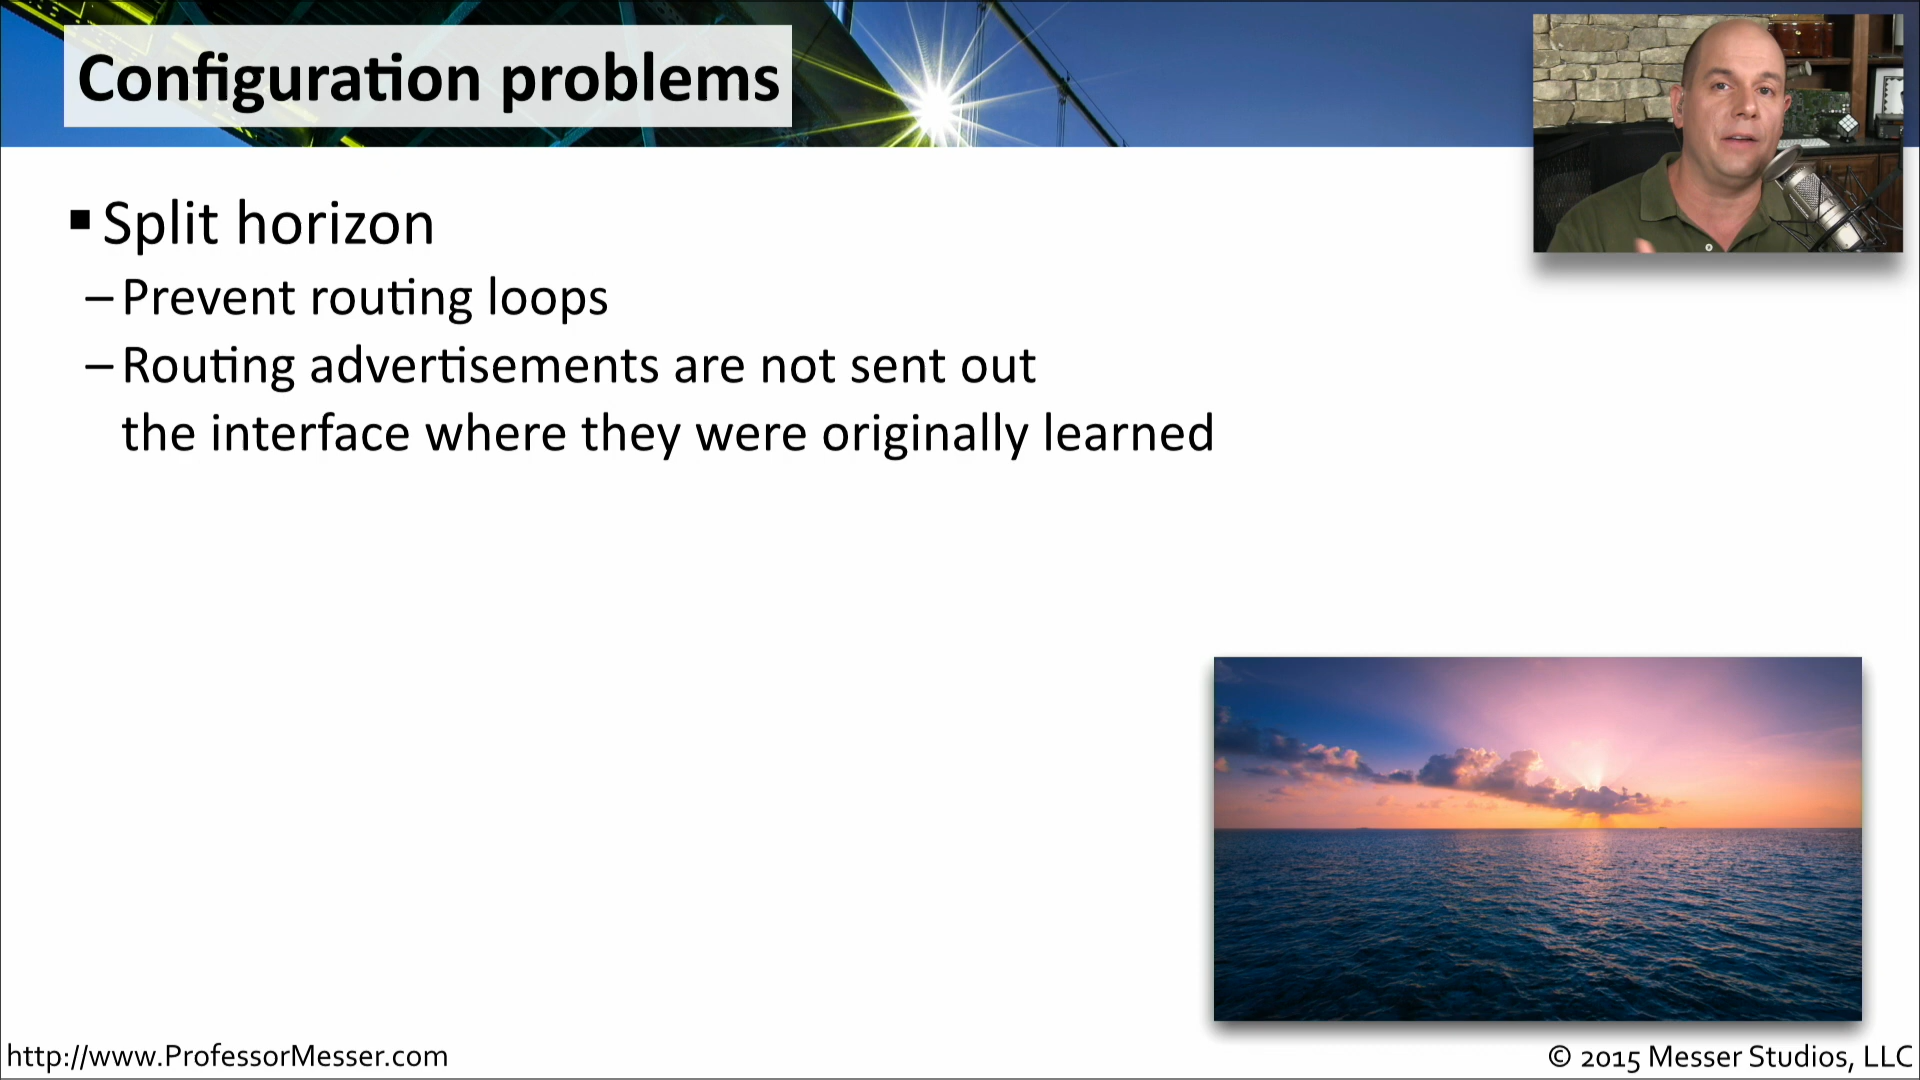 Configuration problems
▪ Split horizon
– Prevent routing loops
– Routing advertisements are not sent out
the interface where they were originally learned
http://www.ProfessorMesser.com
© 2015 Messer Studios, LLC